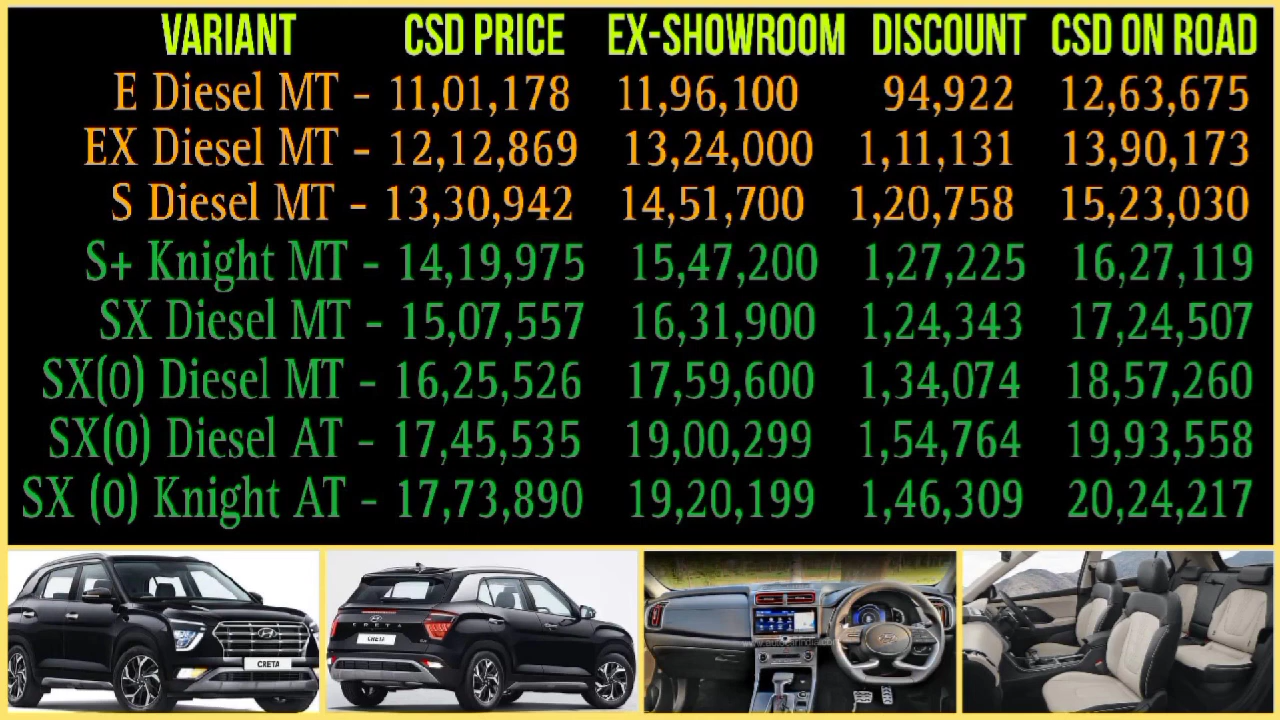 VARIANT CSD PRICE EX-SHOWROOM DISCOUNT CSD ON ROAD
E Diesel MT - 11,01,178 11,96,100 94,922 12,63,675
EX Diesel MT - 12,12,869 13,24,000 1,11,131 13,90,173
S Diesel MT - 13,30,942 14,51,700 1,20,758 15,23,030
S+ Knight MT - 14,19,975 15,47,200 1,27,225 16,27,119
SX Diesel MT - 15,07,557 16,31,900 1,24,343 17,24,507
SX(O) Diesel MT - 16,25,526 17,59,600 1,34,074 18,57,260
SX(O) Diesel AT - 17,45,535 19,00,299 1,54,764 19,93,558
SX (O) Knight AT - 17,73,890 19,20,199 1,46,309 20,24,217
CRETA
CRETA
CRETA